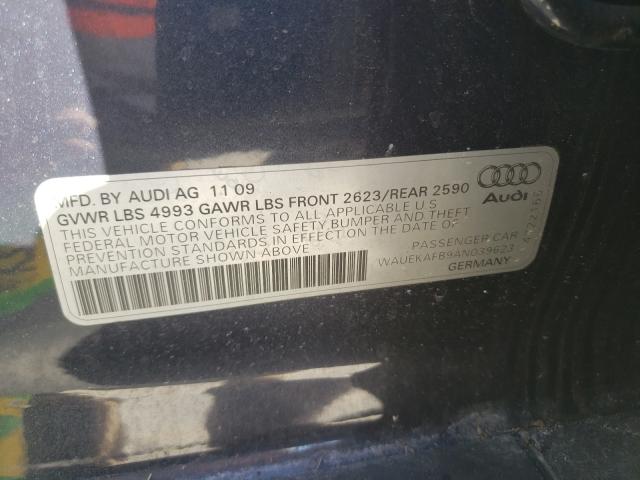 MFD. BY AUDI AG 11 09
GVWR LBS 4993 GAWR LBS FRONT 2623/REAR 2590
THIS VEHICLE CONFORMS TO ALL APPLICABLE U S
FEDERAL MOTOR VEHICLE SAFETY BUMPER AND THEFT
PREVENTION STANDARDS IN EFFECT ON THE DATE OF
MANUFACTURE SHOWN ABOVE
PASSENGER CAR
WAUEKAFB9AN039623
GERMANY
Audi